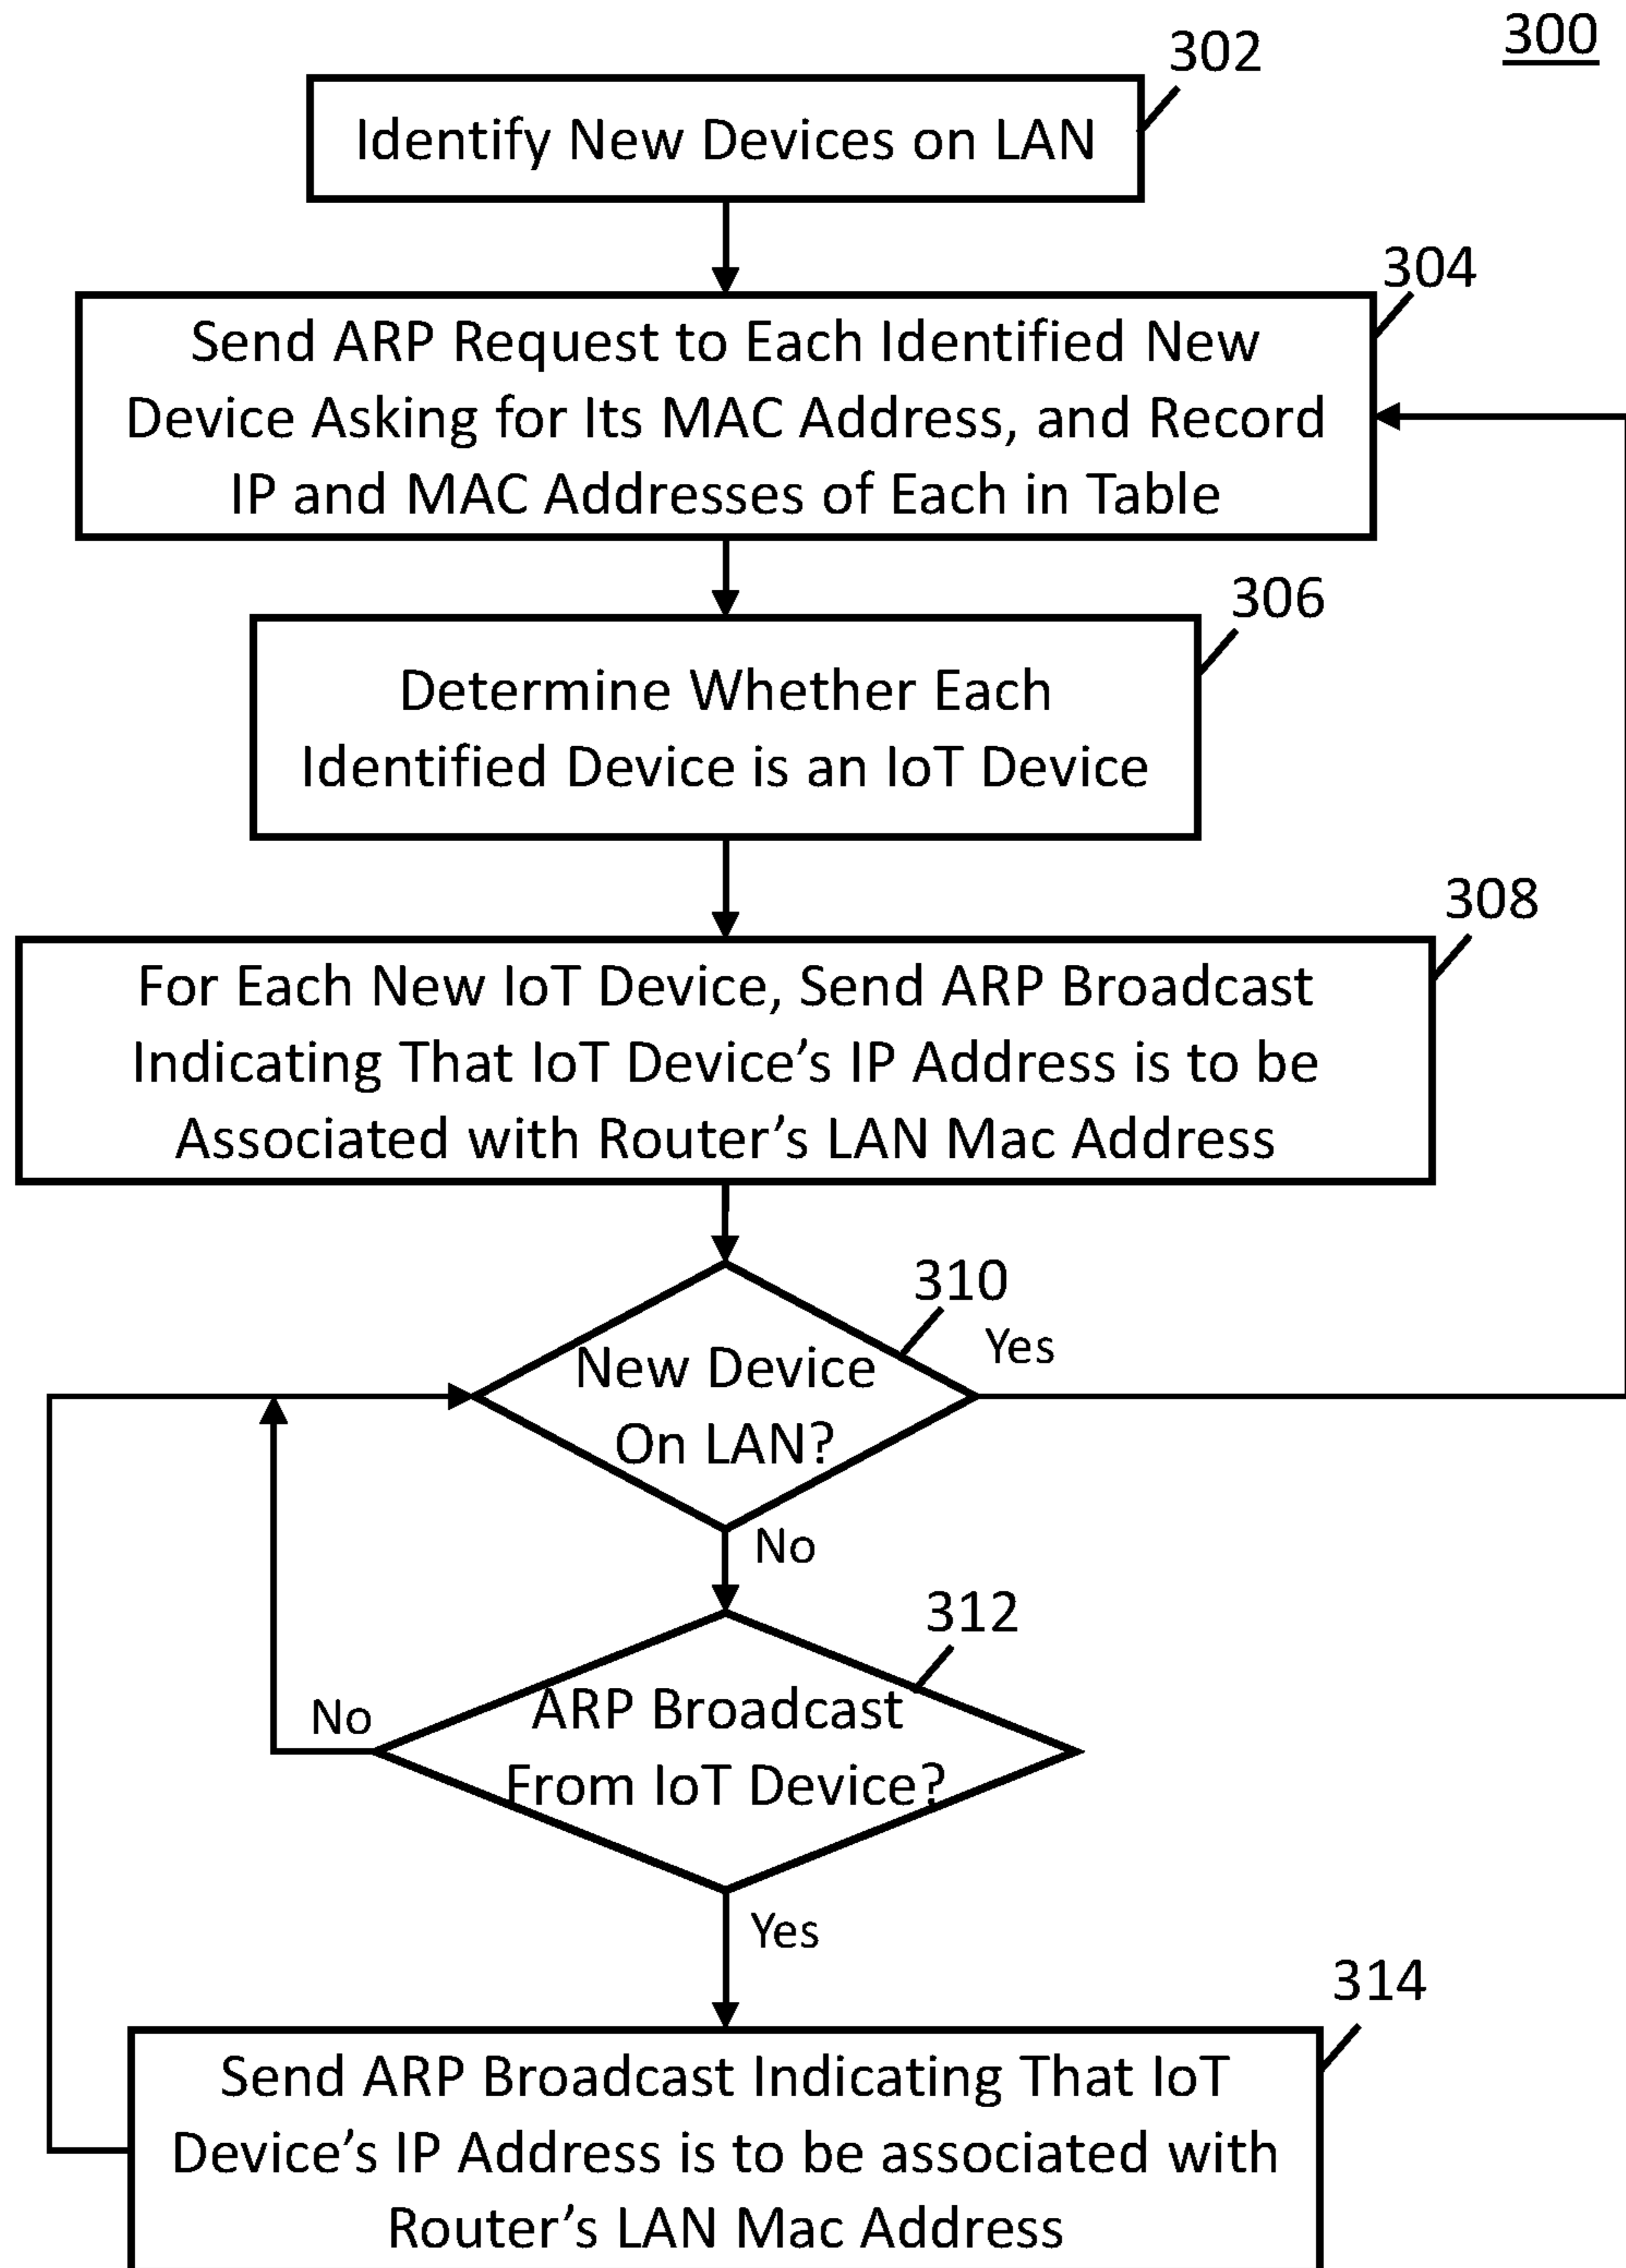 300
302
Identify New Devices on LAN
304
Send ARP Request to Each Identified New
Device Asking for Its MAC Address, and Record
IP and MAC Addresses of Each in Table
306
Determine Whether Each
Identified Device is an IoT Device
308
For Each New IoT Device, Send ARP Broadcast
Indicating That IoT Device’s IP Address is to be
Associated with Router’s LAN Mac Address
310
New Device
On LAN?
Yes
No
312
ARP Broadcast
From IoT Device?
No
Yes
314
Send ARP Broadcast Indicating That IoT
Device’s IP Address is to be associated with
Router’s LAN Mac Address